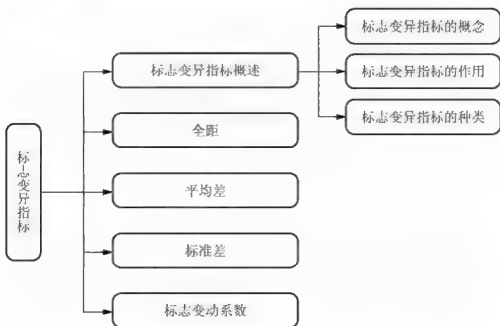 标志变异指标
标志变异指标概述
全距
平均差
标准差
标志变动系数
标志变异指标的概念
标志变异指标的作用
标志变异指标的种类